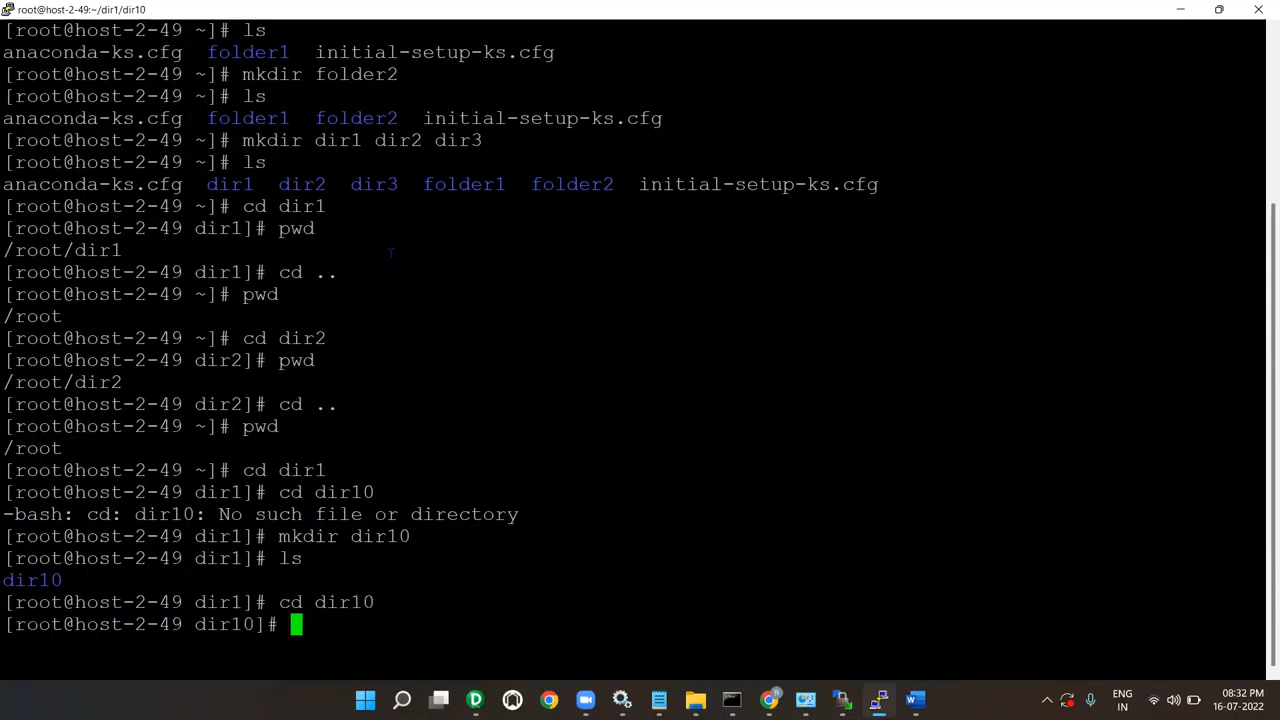 root@host-2-49:~/dir1/dir10
[root@host-2-49 ~]# ls
anaconda-ks.cfg  folder1  initial-setup-ks.cfg
[root@host-2-49 ~]# mkdir folder2
[root@host-2-49 ~]# ls
anaconda-ks.cfg  folder1  folder2  initial-setup-ks.cfg
[root@host-2-49 ~]# mkdir dir1 dir2 dir3
[root@host-2-49 ~]# ls
anaconda-ks.cfg  dir1  dir2  dir3  folder1  folder2  initial-setup-ks.cfg
[root@host-2-49 ~]# cd dir1
[root@host-2-49 dir1]# pwd
/root/dir1
[root@host-2-49 dir1]# cd ..
[root@host-2-49 ~]# pwd
/root
[root@host-2-49 ~]# cd dir2
[root@host-2-49 dir2]# pwd
/root/dir2
[root@host-2-49 dir2]# cd ..
[root@host-2-49 ~]# pwd
/root
[root@host-2-49 ~]# cd dir1
[root@host-2-49 dir1]# cd dir10
-bash: cd: dir10: No such file or directory
[root@host-2-49 dir1]# mkdir dir10
[root@host-2-49 dir1]# ls
dir10
[root@host-2-49 dir1]# cd dir10
[root@host-2-49 dir10]#
ENG
IN
08:32 PM
16-07-2022